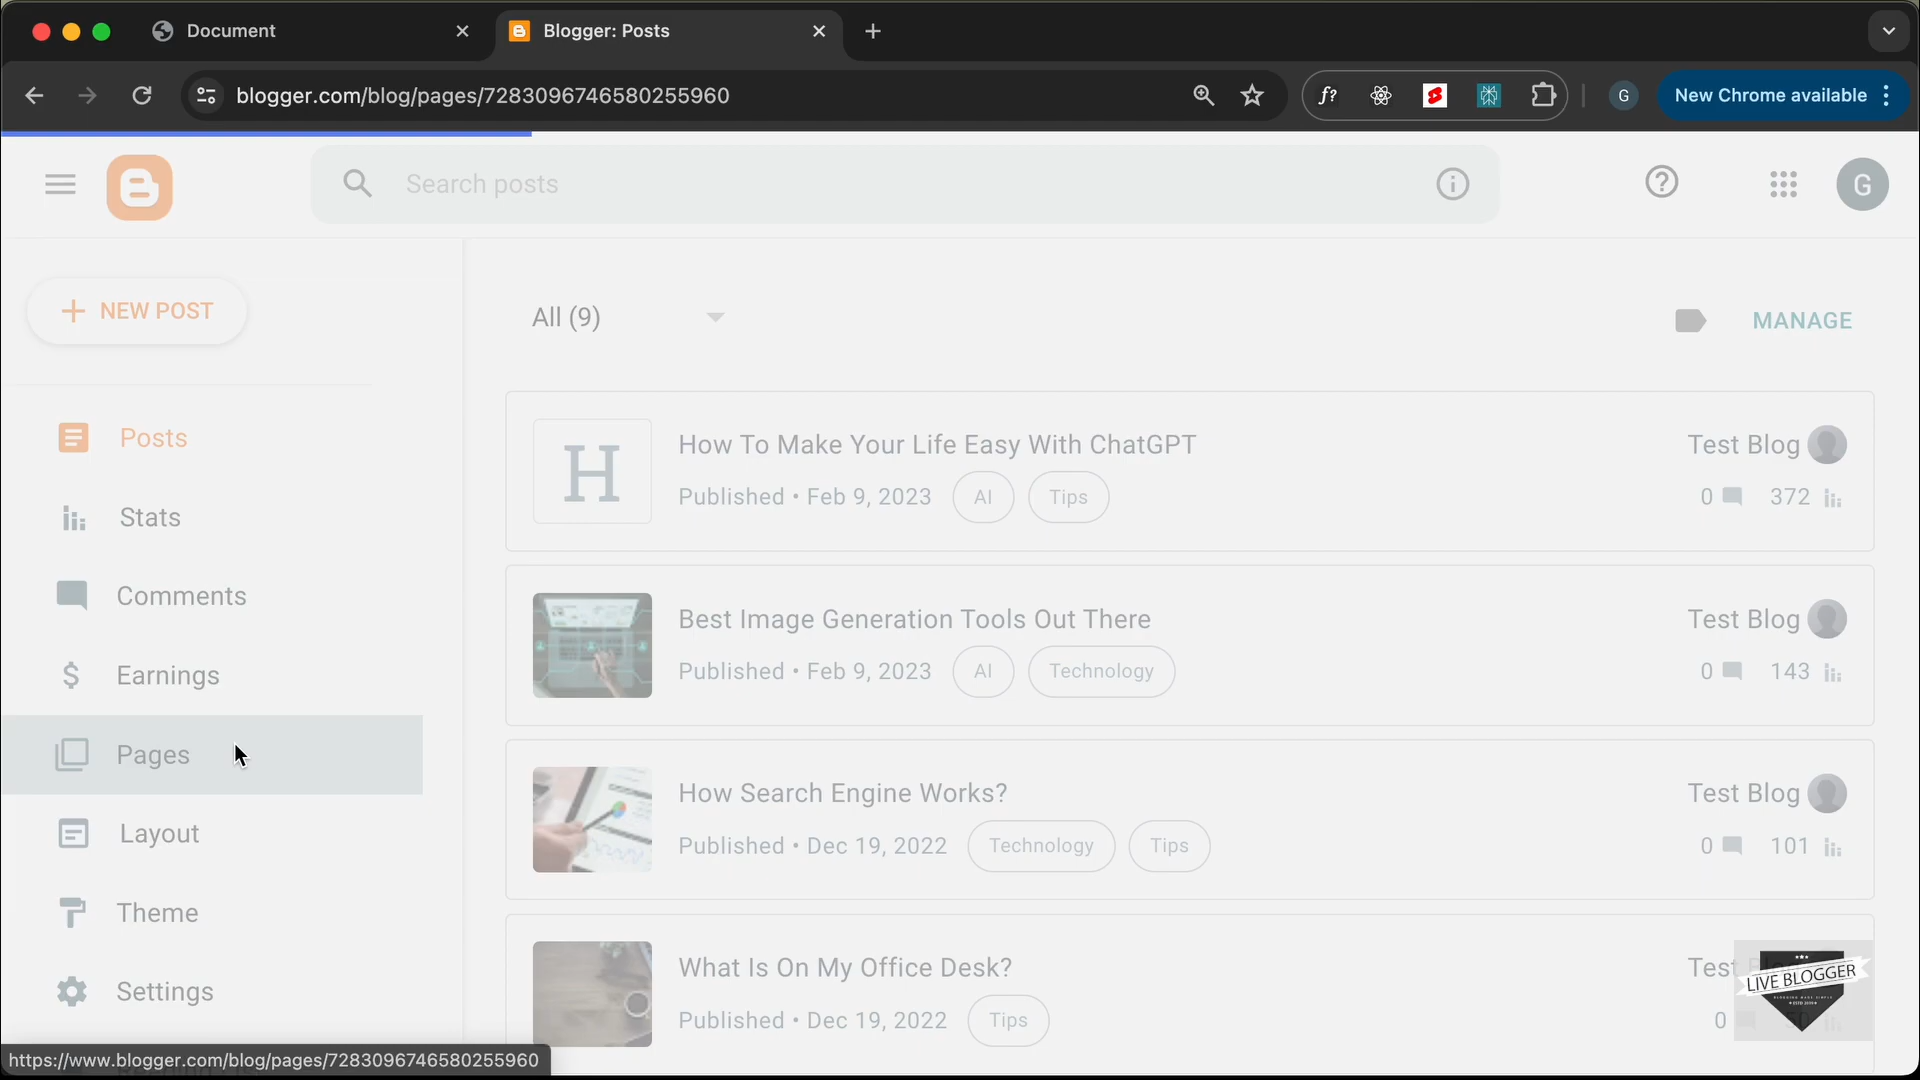 Document
Blogger: Posts
blogger.com/blog/pages/7283096746580255960
f?
G
New Chrome available
Search posts
G
NEW POST
All (9)
MANAGE
Posts
Stats
Comments
Earnings
Pages
Layout
Theme
Settings
H
How To Make Your Life Easy With ChatGPT
Test Blog
Published • Feb 9, 2023
AI
Tips
0
372
Best Image Generation Tools Out There
Test Blog
Published • Feb 9, 2023
AI
Technology
0
143
How Search Engine Works?
Test Blog
Published • Dec 19, 2022
Technology
Tips
0
101
What Is On My Office Desk?
Test
Published • Dec 19, 2022
Tips
0
LIVE BLOGGER
BLOGGING MADE SIMPLE
https://www.blogger.com/blog/pages/7283096746580255960